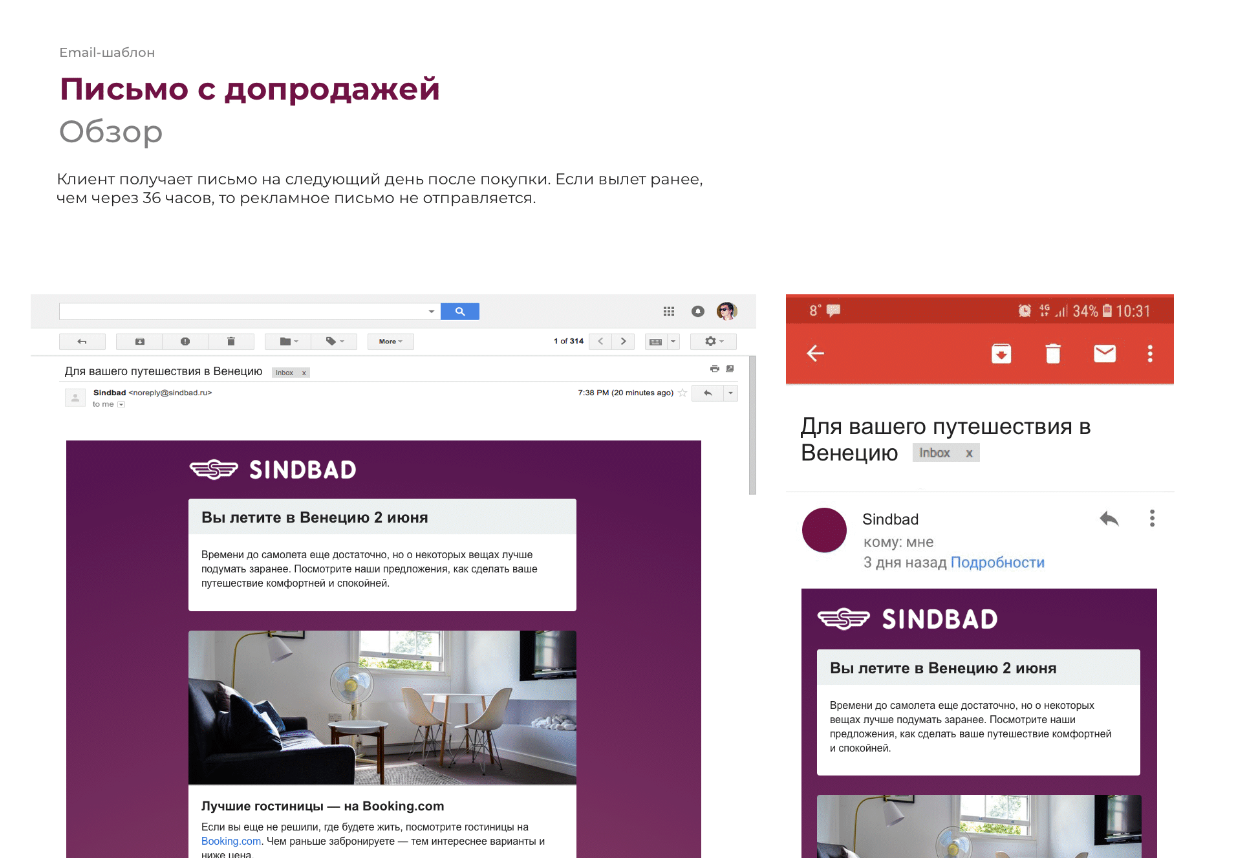 Email-шаблон
Письмо с допродажей
Обзор
Клиент получает письмо на следующий день после покупки. Если вылет ранее,
чем через 36 часов, то рекламное письмо не отправляется.
More
1 of 314
Для вашего путешествия в Венецию Inbox x
Sindbad <noreply@sindbad.ru>
7:38 PM (20 minutes ago)
to me
SINDBAD
Вы летите в Венецию 2 июня
Времени до самолета еще достаточно, но о некоторых вещах лучше
подумать заранее. Посмотрите наши предложения, как сделать ваше
путешествие комфортней и спокойней.
Лучшие гостиницы — на Booking.com
Если вы еще не решили, где будете жить, посмотрите гостиницы на
Booking.com. Чем раньше забронируете — тем интереснее варианты и
ниже цена.
8° 4G 34% 10:31
Для вашего путешествия в
Венецию Inbox x
Sindbad
кому: мне
3 дня назад Подробности
SINDBAD
Вы летите в Венецию 2 июня
Времени до самолета еще достаточно, но о некоторых
вещах лучше подумать заранее. Посмотрите наши
предложения, как сделать ваше путешествие комфортней
и спокойней.